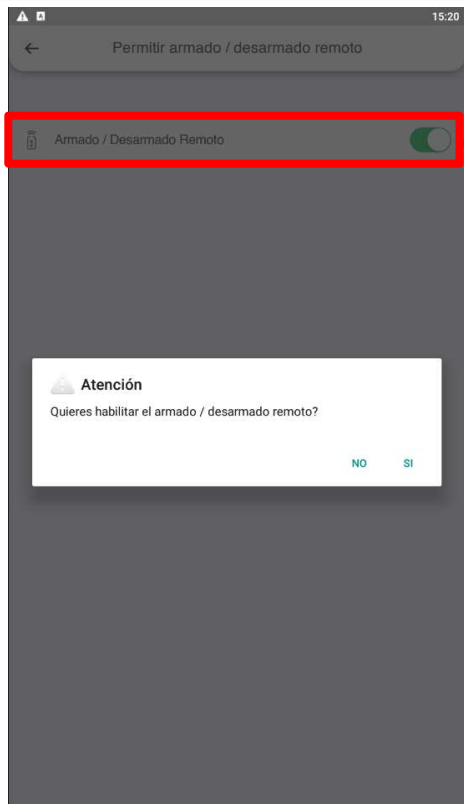 15:20
Permitir armado / desarmado remoto
Armado / Desarmado Remoto
Atención
Quieres habilitar el armado / desarmado remoto?
NO SI